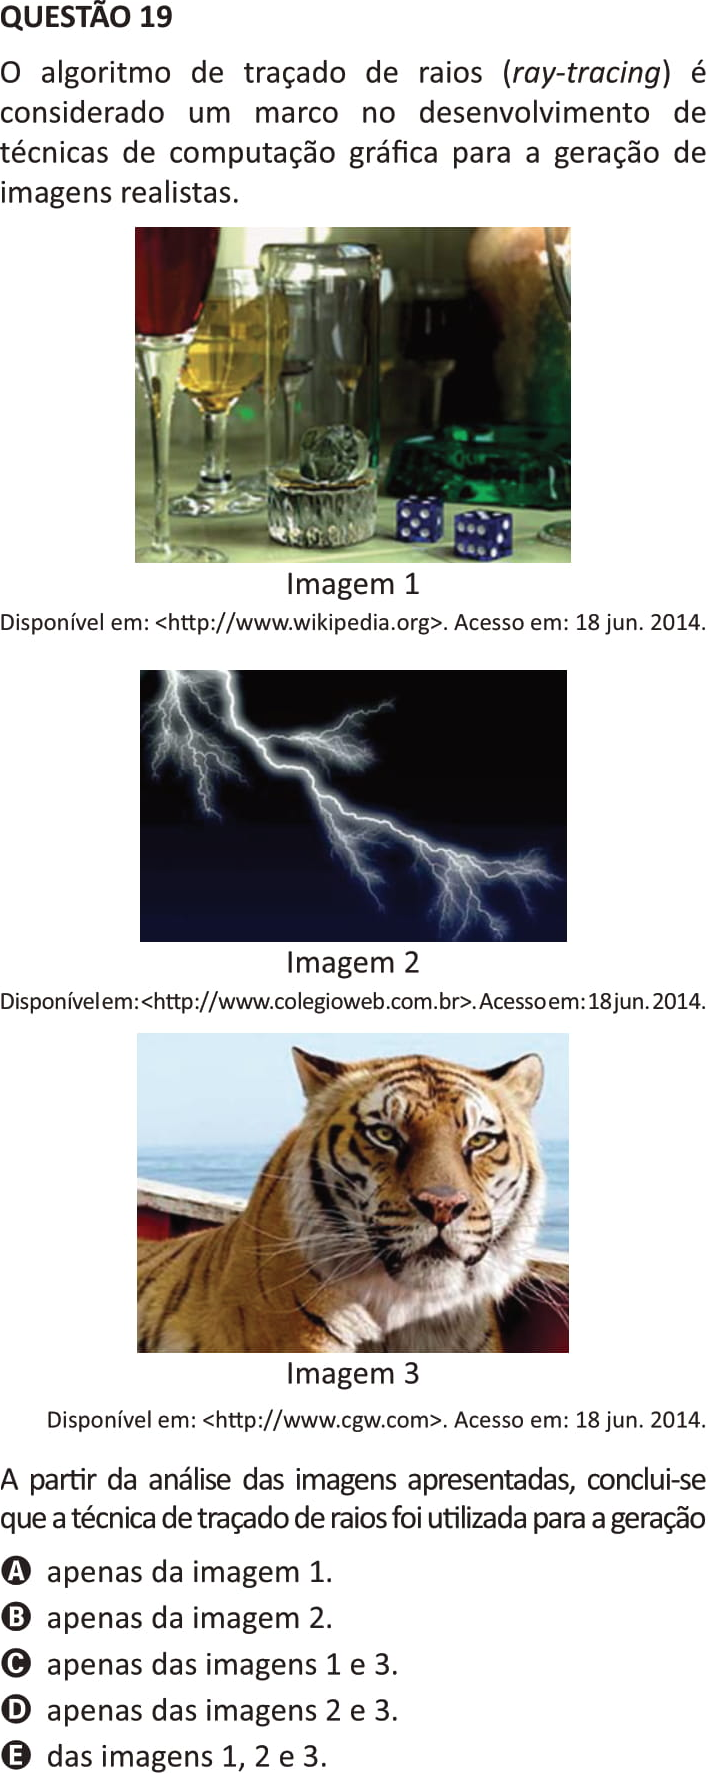 QUESTÃO 19
O algoritmo de traçado de raios (ray-tracing) é
considerado um marco no desenvolvimento de
técnicas de computação gráfica para a geração de
imagens realistas.
Imagem 1
Disponível em: <http://www.wikipedia.org>. Acesso em: 18 jun. 2014.
Imagem 2
Disponível em: <http://www.colegioweb.com.br>. Acesso em: 18 jun. 2014.
Imagem 3
Disponível em: <http://www.cgw.com>. Acesso em: 18 jun. 2014.
A partir da análise das imagens apresentadas, conclui-se
que a técnica de traçado de raios foi utilizada para a geração
A apenas da imagem 1.
B apenas da imagem 2.
C apenas das imagens 1 e 3.
D apenas das imagens 2 e 3.
E das imagens 1, 2 e 3.